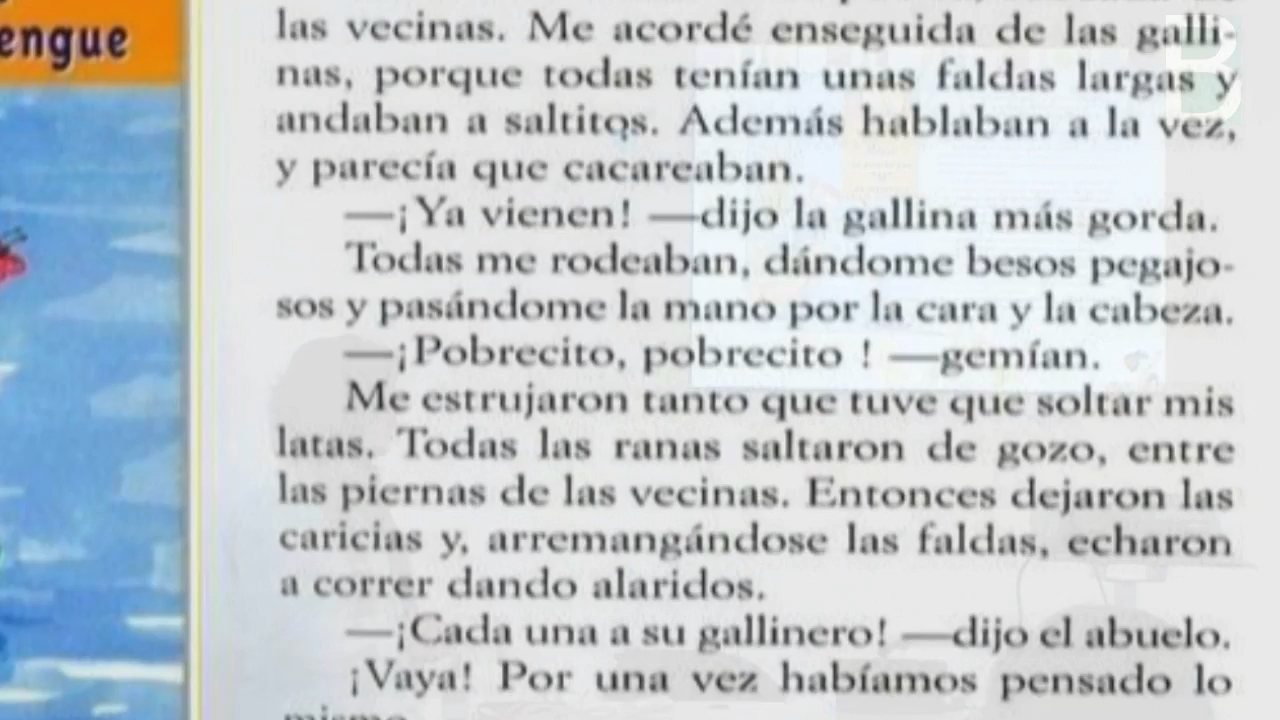 engue
las vecinas. Me acordé enseguida de las galli-
nas, porque todas tenían unas faldas largas y
andaban a saltitos. Además hablaban a la vez,
y parecía que cacareaban.
—¡Ya vienen! —dijo la gallina más gorda.
Todas me rodeaban, dándome besos pegajo-
sos y pasándome la mano por la cara y la cabeza.
—¡Pobrecito, pobrecito ! —gemían.
Me estrujaron tanto que tuve que soltar mis
latas. Todas las ranas saltaron de gozo, entre
las piernas de las vecinas. Entonces dejaron las
caricias y, arremangándose las faldas, echaron
a correr dando alaridos.
—¡Cada una a su gallinero! —dijo el abuelo.
¡Vaya! Por una vez habíamos pensado lo
B